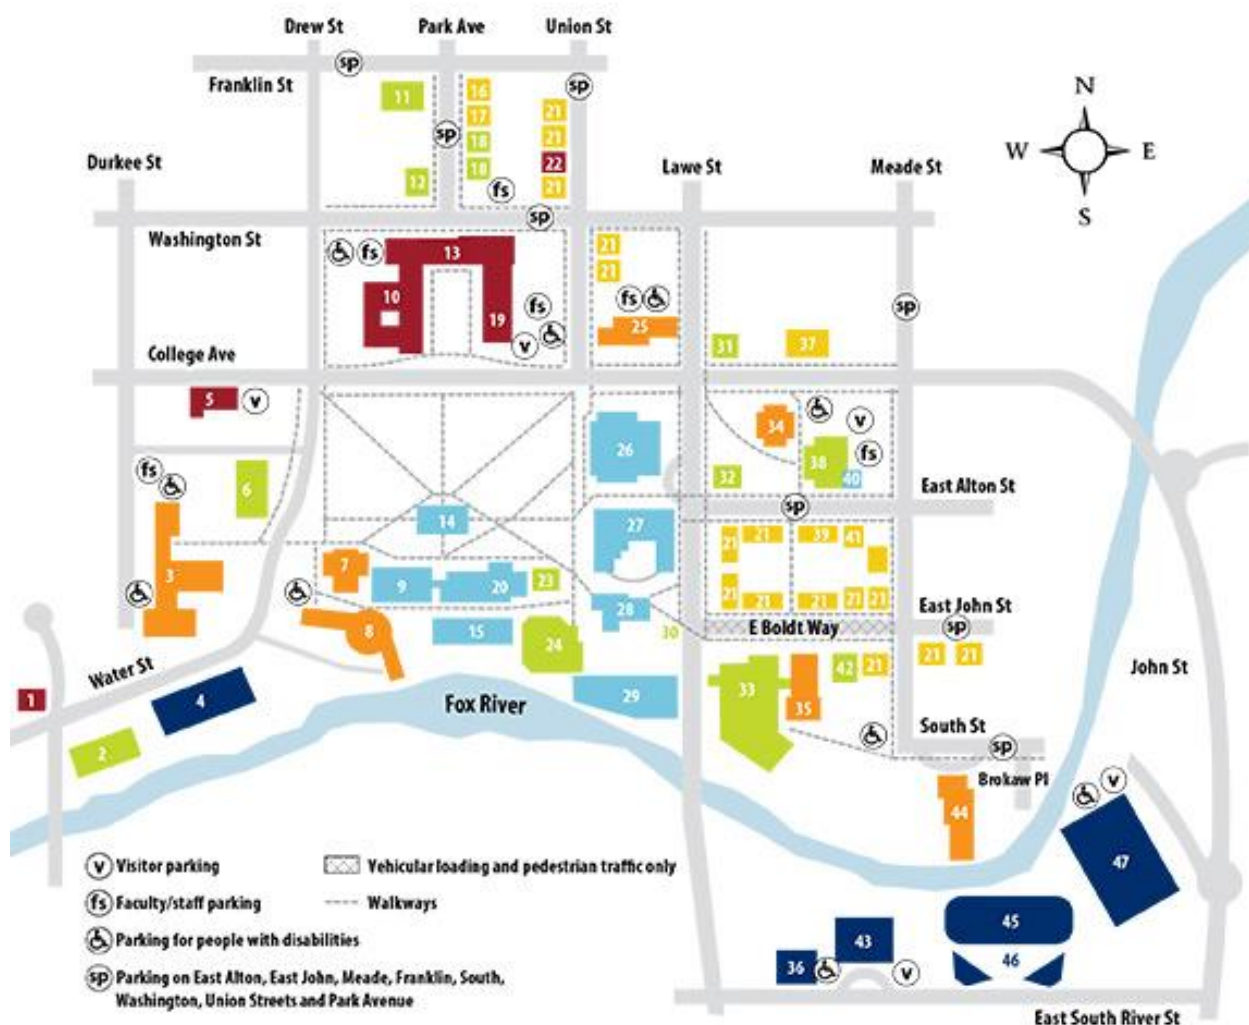 Drew St
Park Ave
Union St
sp
Franklin St
sp
11
16
17
21
sp
18
21
22
18
12
fs
21
Durkee St
Lawe St
Meade St
N
W
E
S
sp
Washington St
21
21
fs
13
10
19
fs
v
fs
25
sp
31
37
College Ave
5
v
26
34
v
fs
38
40
32
fs
6
East Alton St
sp
14
27
21
21
39
41
3
7
9
20
23
21
21
21
21
21
East John St
28
30
E Boldt Way
sp
8
15
24
21
21
Water St
1
4
2
Fox River
29
33
35
42
21
John St
South St
sp
Brokaw Pl
44
v
47
v Visitor parking
Vehicular loading and pedestrian traffic only
fs Faculty/staff parking
Walkways
Parking for people with disabilities
sp Parking on East Alton, East John, Meade, Franklin, South,
Washington, Union Streets and Park Avenue
45
43
46
36
v
East South River St